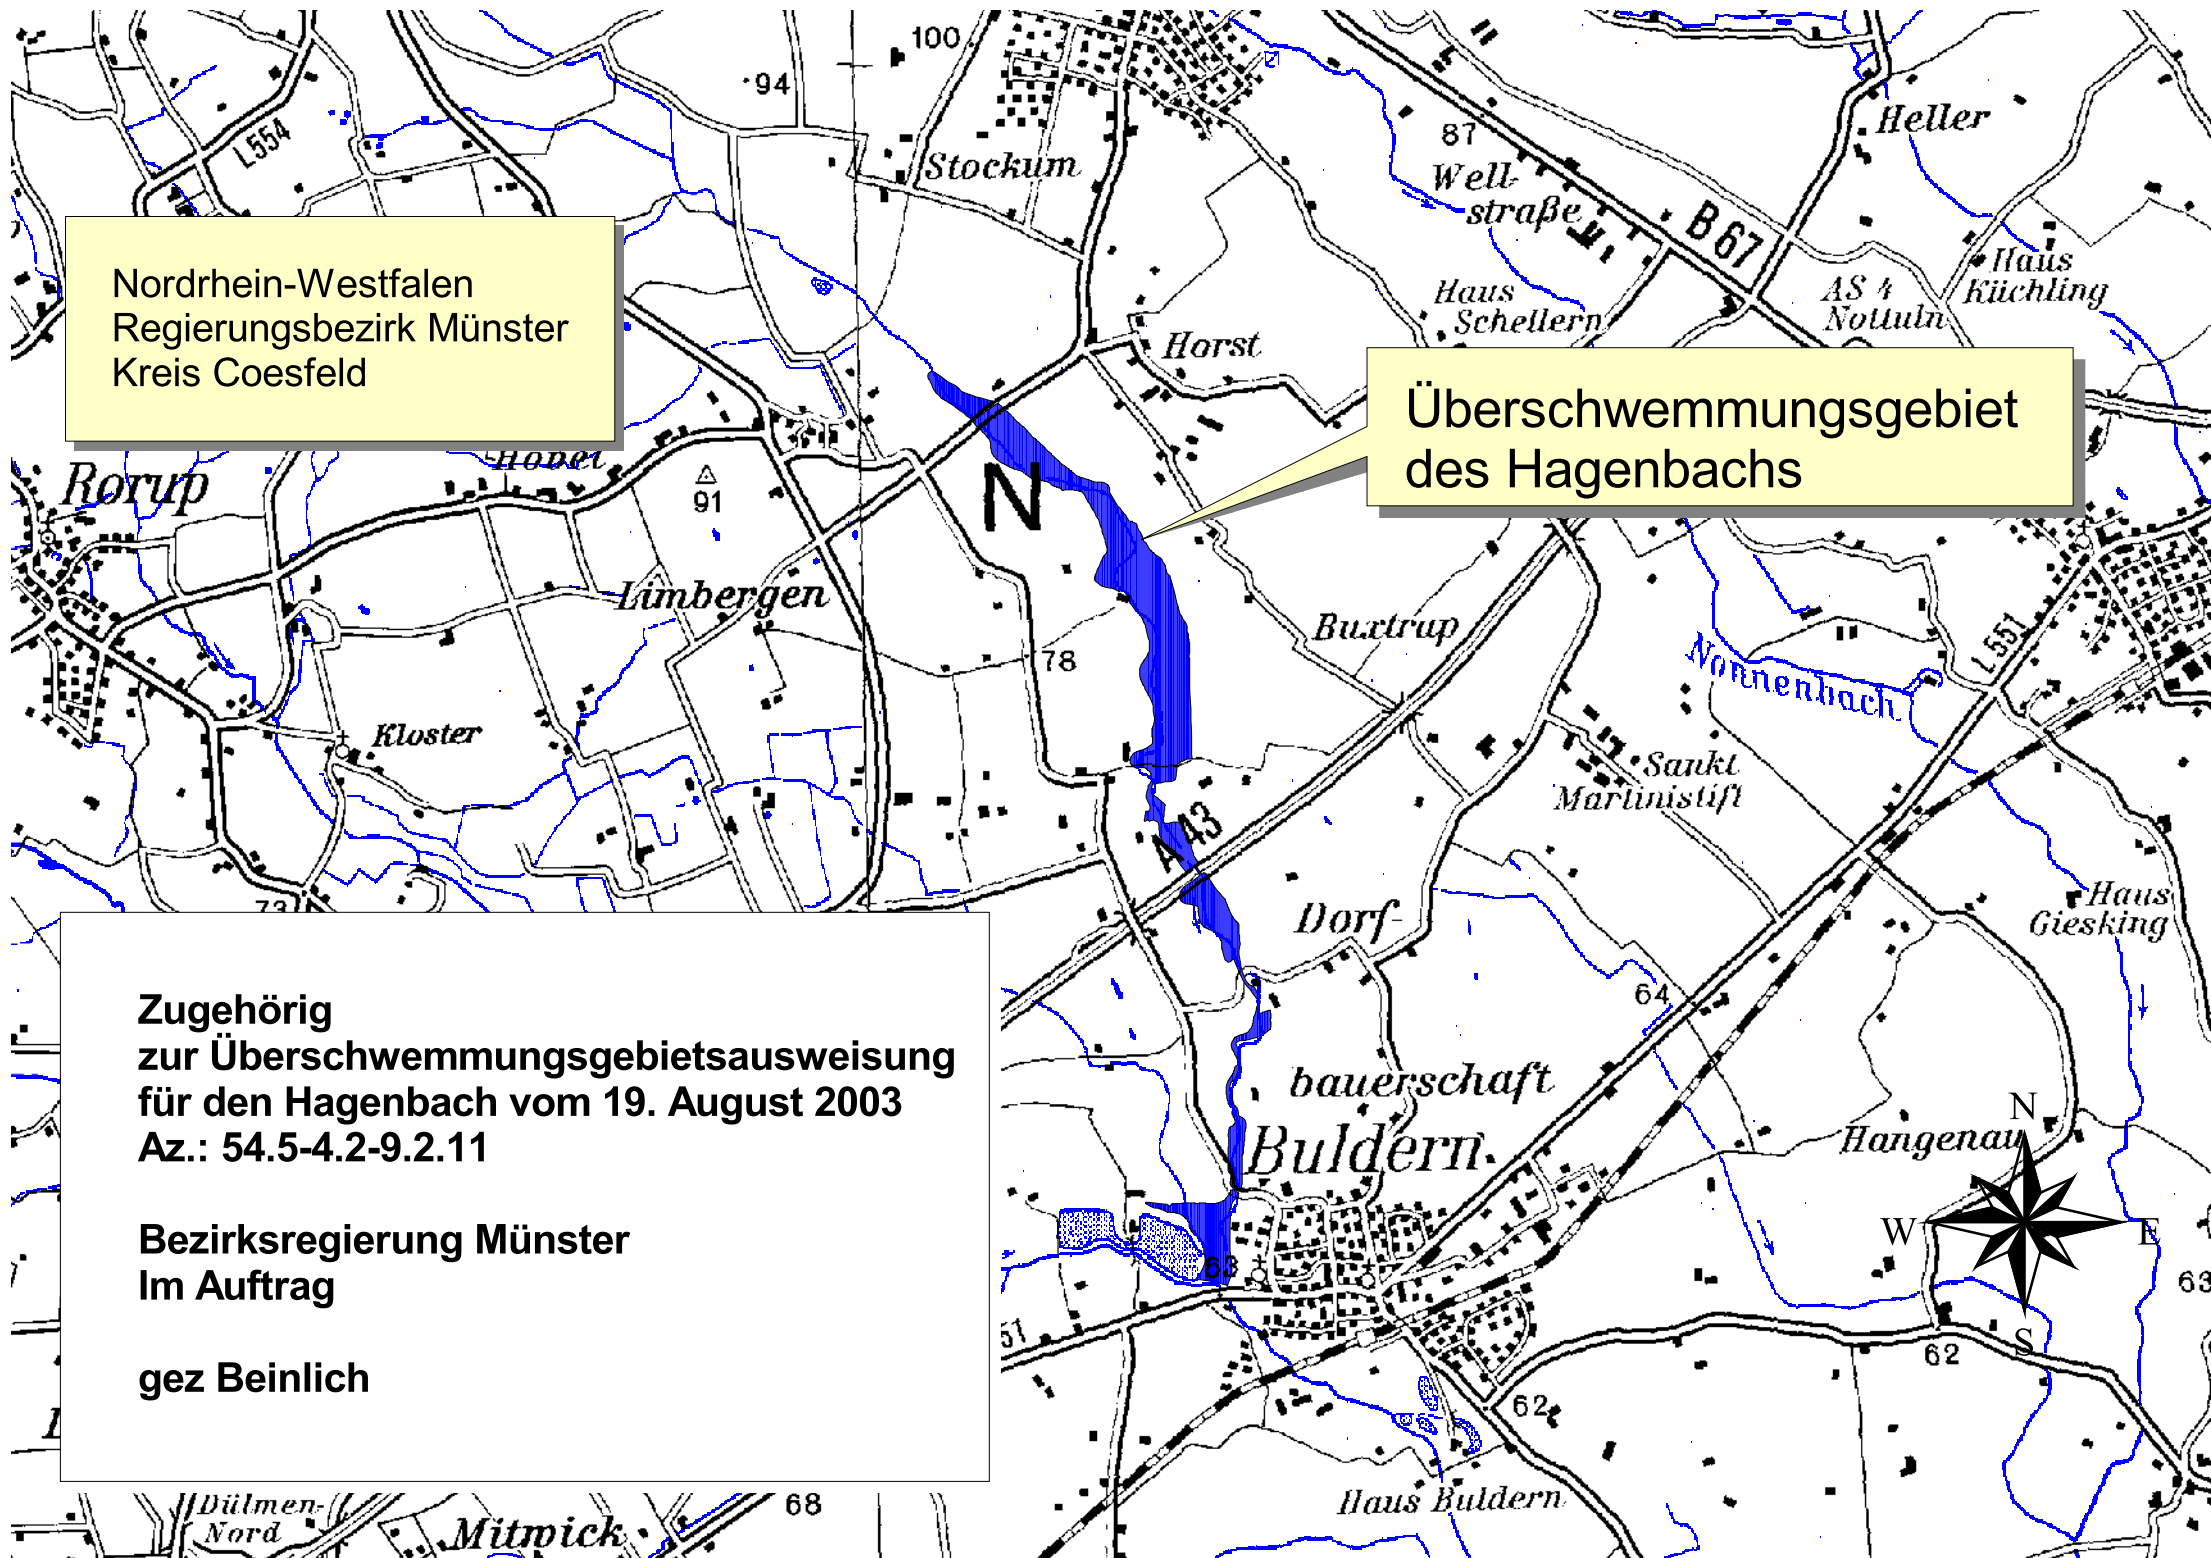 100
94
L554
Stockum
87
Well-
straße
B 67
Heller
Haus
Küchling
AS 4
Nottuln
Haus
Schellern
Horst
Nordrhein-Westfalen
Regierungsbezirk Münster
Kreis Coesfeld
Überschwemmungsgebiet
des Hagenbachs
Rorup
91
N
Limbergen
Buxtrup
78
Nonnenbach
L 551
Kloster
Sankt
Martinistift
A 43
73
Haus
Giesking
Dorf-
bauerschaft
64
Buldern
Hangenau
N
W
E
S
Zugehörig
zur Überschwemmungsgebietsausweisung
für den Hagenbach vom 19. August 2003
Az.: 54.5-4.2-9.2.11
Bezirksregierung Münster
Im Auftrag
gez Beinlich
63
63
62
62
Haus Buldern
Dülmen-
Nord
Mitwick
68